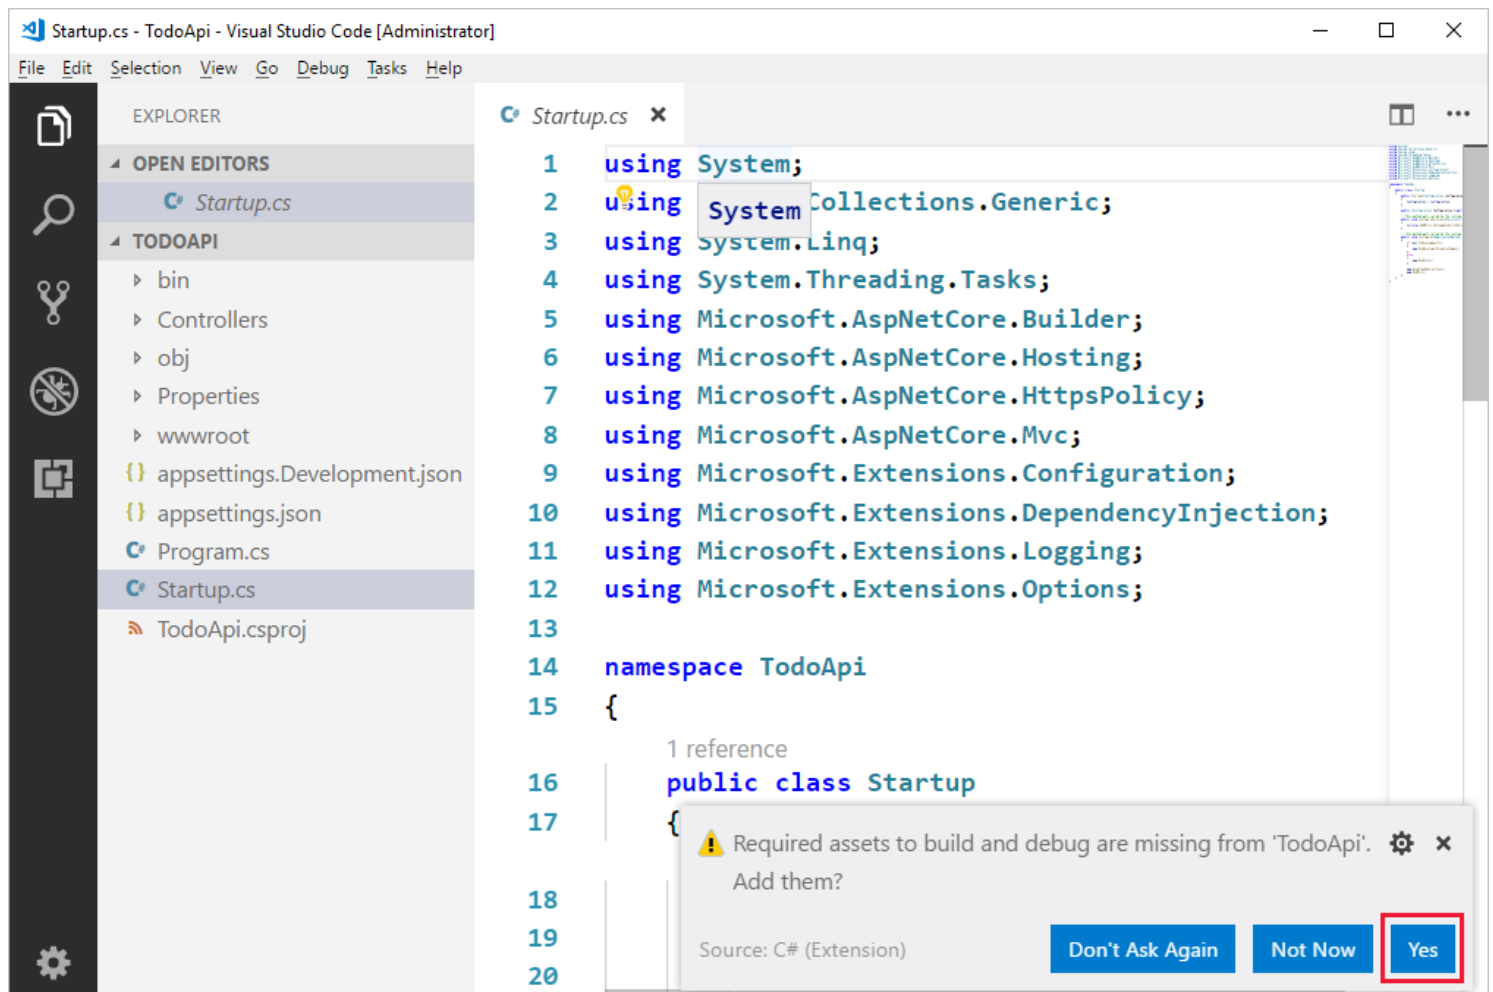 Startup.cs - TodoApi - Visual Studio Code [Administrator]
File Edit Selection View Go Debug Tasks Help
EXPLORER
OPEN EDITORS
C# Startup.cs
TODOAPI
bin
Controllers
obj
Properties
wwwroot
{} appsettings.Development.json
{} appsettings.json
C# Program.cs
C# Startup.cs
TodoApi.csproj
C# Startup.cs
1 using System;
2 using Collections.Generic;
System
3 using System.Linq;
4 using System.Threading.Tasks;
5 using Microsoft.AspNetCore.Builder;
6 using Microsoft.AspNetCore.Hosting;
7 using Microsoft.AspNetCore.HttpsPolicy;
8 using Microsoft.AspNetCore.Mvc;
9 using Microsoft.Extensions.Configuration;
10 using Microsoft.Extensions.DependencyInjection;
11 using Microsoft.Extensions.Logging;
12 using Microsoft.Extensions.Options;
13
14 namespace TodoApi
15 {
1 reference
16 public class Startup
17 {
18
19
20
Required assets to build and debug are missing from 'TodoApi'.
Add them?
Source: C# (Extension)
Don't Ask Again
Not Now
Yes